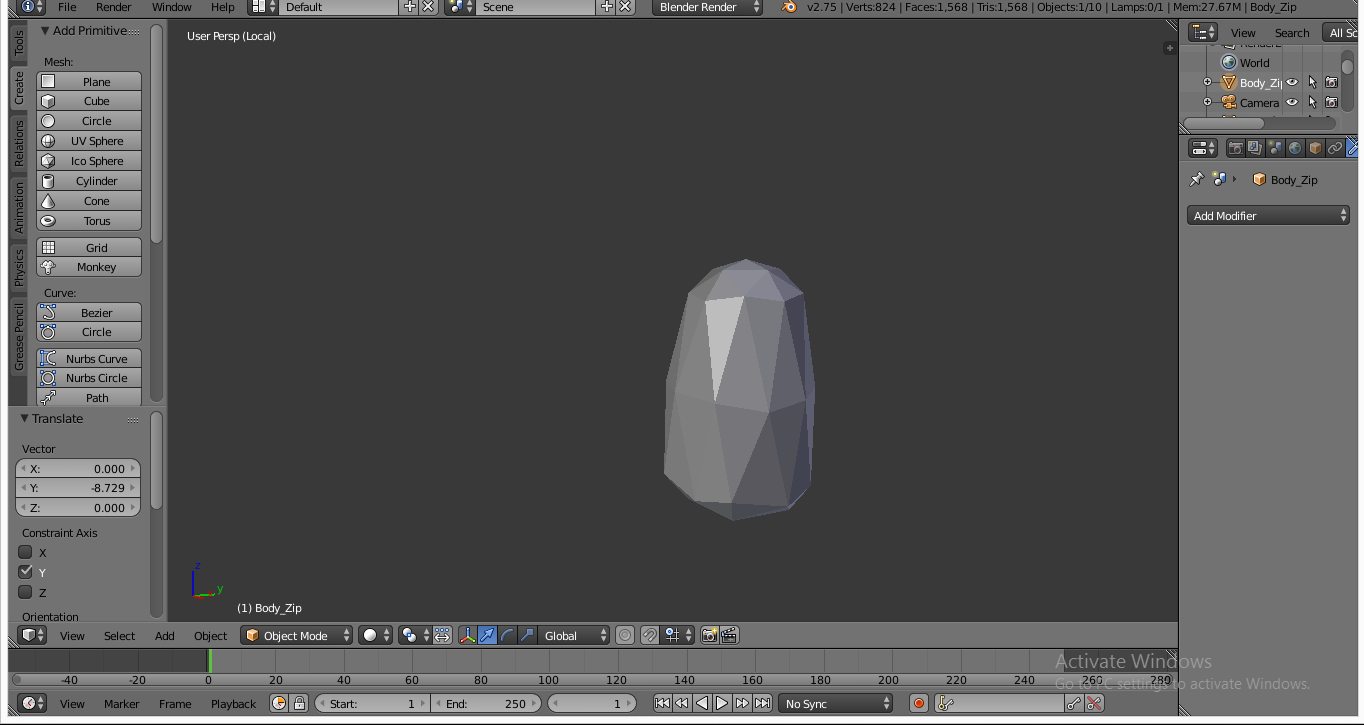 File Render Window Help Default Scene Blender Render v2.75 | Verts:824 | Faces:1,568 | Tris:1,568 | Objects:1/10 | Lamps:0/1 | Mem:27.67M | Body_Zip
Tools
Create
Relations
Animation
Physics
Grease Pencil
Add Primitive
Mesh:
Plane
Cube
Circle
UV Sphere
Ico Sphere
Cylinder
Cone
Torus
Grid
Monkey
Curve:
Bezier
Circle
Nurbs Curve
Nurbs Circle
Path
Translate
Vector
X: 0.000
Y: -8.729
Z: 0.000
Constraint Axis
X
Y
Z
Orientation
User Persp (Local)
z
y
(1) Body_Zip
View Search All Sc
World
Body_Zi
Camera
Body_Zip
Add Modifier
View Select Add Object Object Mode Global
Activate Windows
Go to PC settings to activate Windows.
-40 -20 0 20 40 60 80 100 120 140 160 180 200 220 240 260 280
View Marker Frame Playback Start: 1 End: 250 1 No Sync